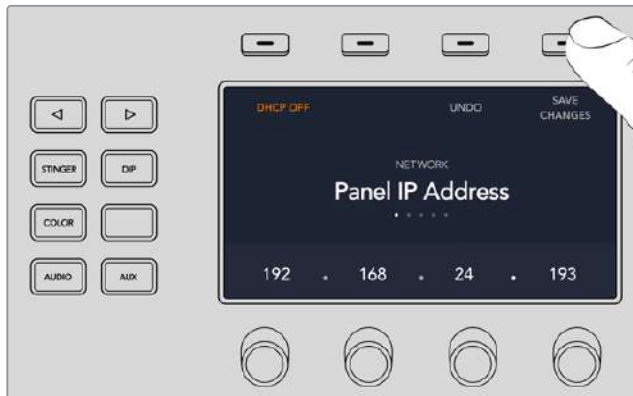 DHCP OFF
UNDO
SAVE
CHANGES
NETWORK
Panel IP Address
192 . 168 . 24 . 193
STINGER
DIP
COLOR
AUDIO
AUX